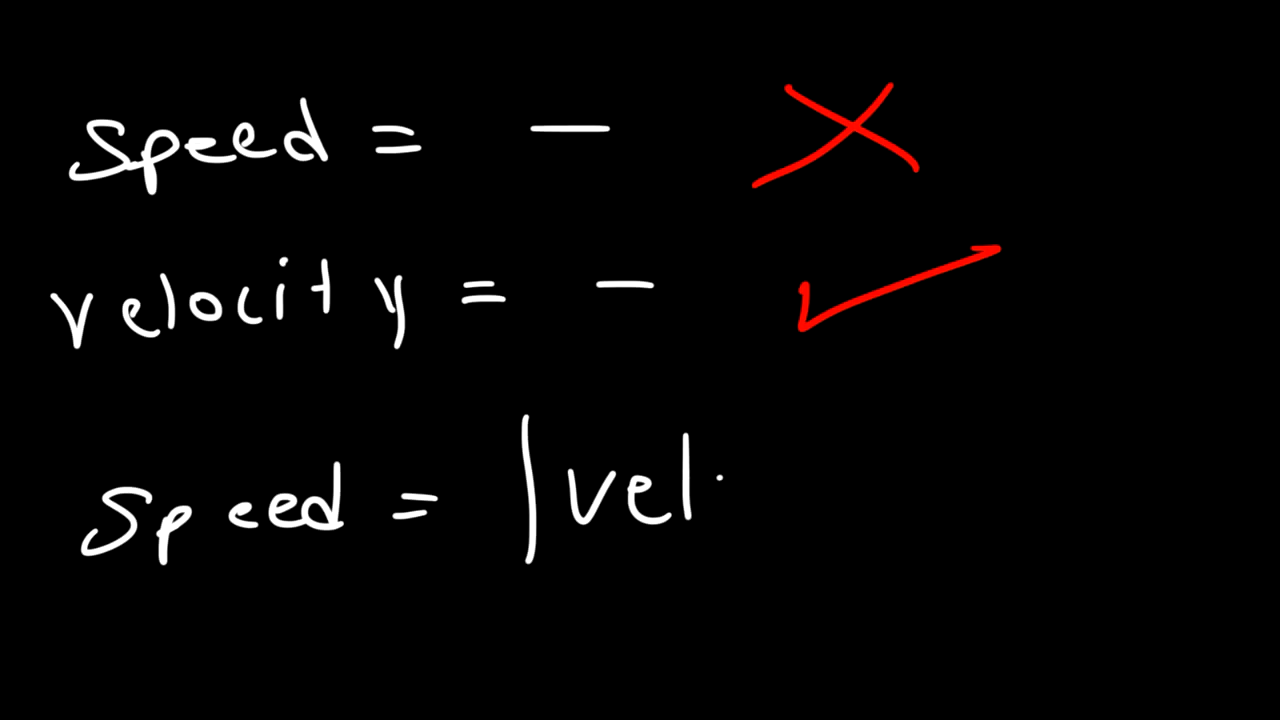 speed = - 
velocity = -
speed = |vel